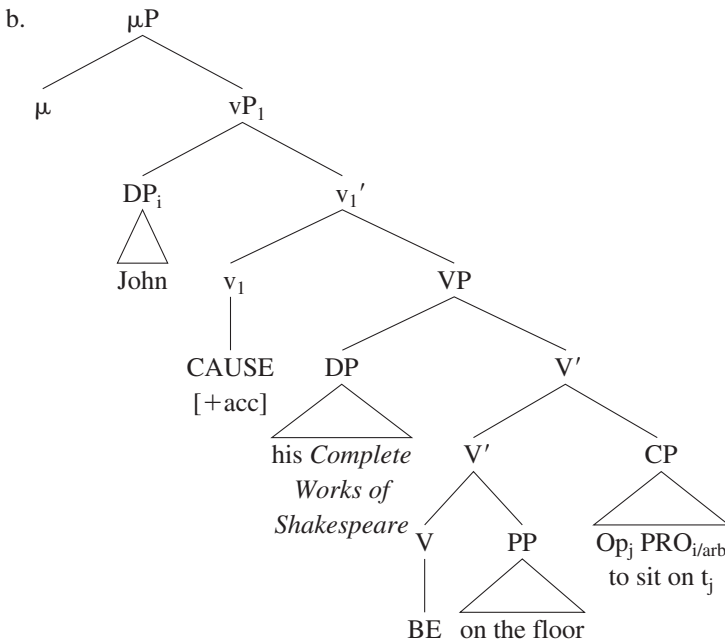 b.
μP
μ
vP₁
DPᵢ
v₁′
John
v₁
VP
CAUSE
[+acc]
DP
V′
his Complete
Works of
Shakespeare
V′
CP
V
PP
Opⱼ PROᵢ/arb
to sit on tⱼ
BE
on the floor